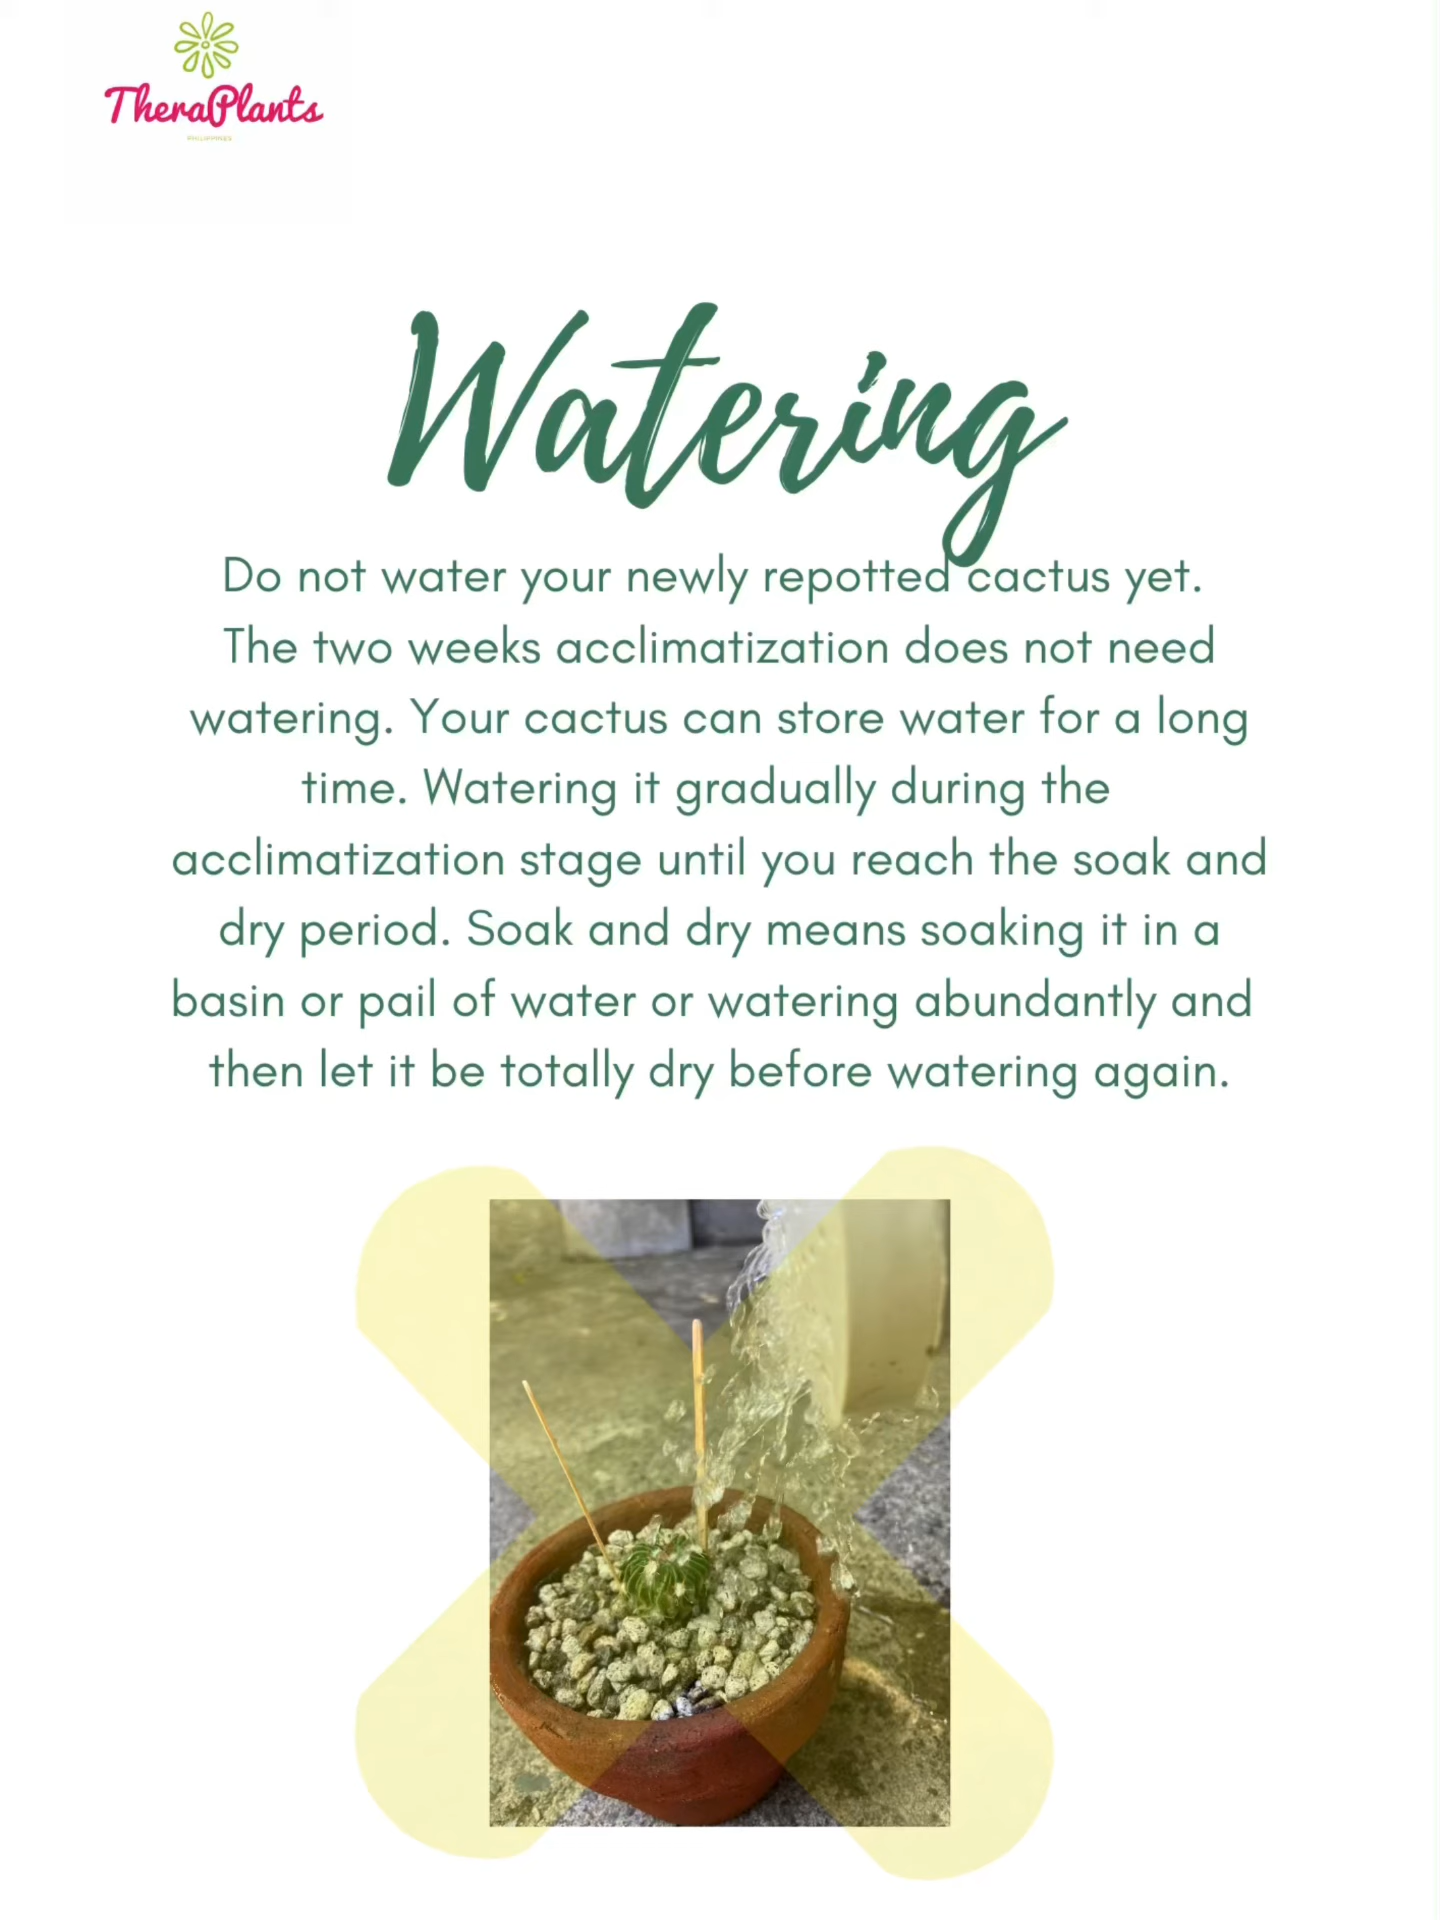 TheraPlants
PHILIPPINES
Watering
Do not water your newly repotted cactus yet.
The two weeks acclimatization does not need
watering. Your cactus can store water for a long
time. Watering it gradually during the
acclimatization stage until you reach the soak and
dry period. Soak and dry means soaking it in a
basin or pail of water or watering abundantly and
then let it be totally dry before watering again.